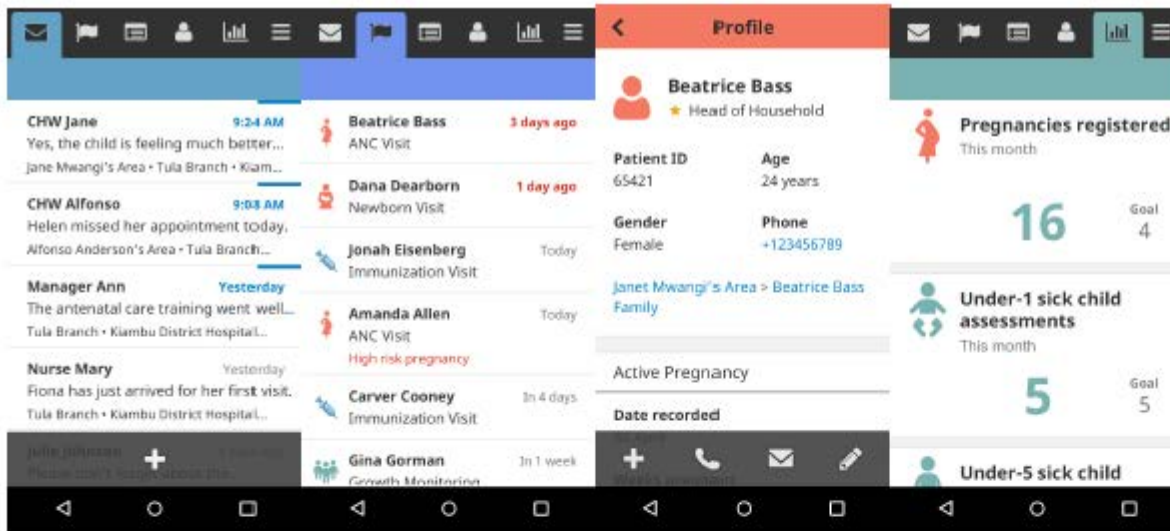 CHW Jane 9:24 AM
Yes, the child is feeling much better...
Jane Mwangi's Area • Tula Branch • Kiam...
CHW Alfonso 9:08 AM
Helen missed her appointment today.
Alfonso Anderson's Area • Tula Branch...
Manager Ann Yesterday
The antenatal care training went well...
Tula Branch • Kiambu District Hospital...
Nurse Mary Yesterday
Fiona has just arrived for her first visit.
Tula Branch • Kiambu District Hospital...
Julie Johnson
Beatrice Bass 3 days ago
ANC Visit
Dana Dearborn 1 day ago
Newborn Visit
Jonah Eisenberg Today
Immunization Visit
Amanda Allen Today
ANC Visit
High risk pregnancy
Carver Cooney In 4 days
Immunization Visit
Gina Gorman In 1 week
Growth Monitoring
Profile
Beatrice Bass
Head of Household
Patient ID Age
65421 24 years
Gender Phone
Female +123456789
Janet Mwangi's Area > Beatrice Bass
Family
Active Pregnancy
Date recorded
Weeks pregnant
Pregnancies registered
This month
16 Goal
4
Under-1 sick child
assessments
This month
5 Goal
5
Under-5 sick child